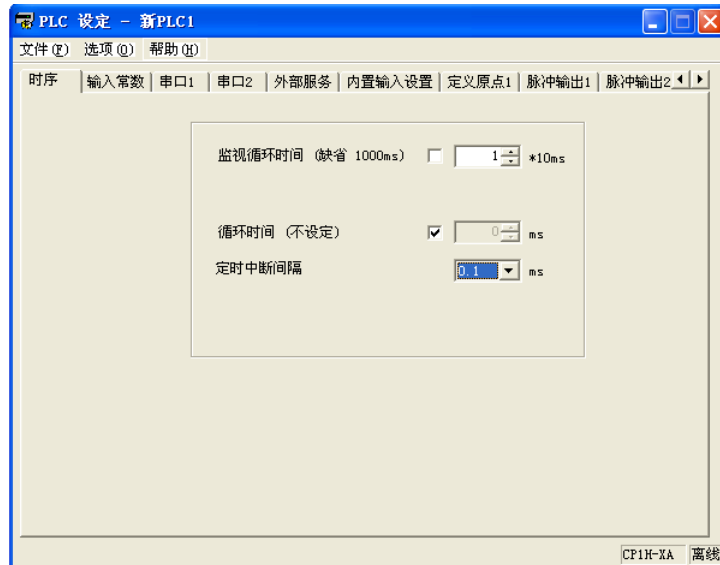 PLC 设定 - 新PLC1
文件(F) 选项(O) 帮助(H)
时序 输入常数 串口1 串口2 外部服务 内置输入设置 定义原点1 脉冲输出1 脉冲输出2
监视循环时间 (缺省 1000ms) 1 *10ms
循环时间 (不设定) 0 ms
定时中断间隔 0.1 ms
CP1H-XA 离线